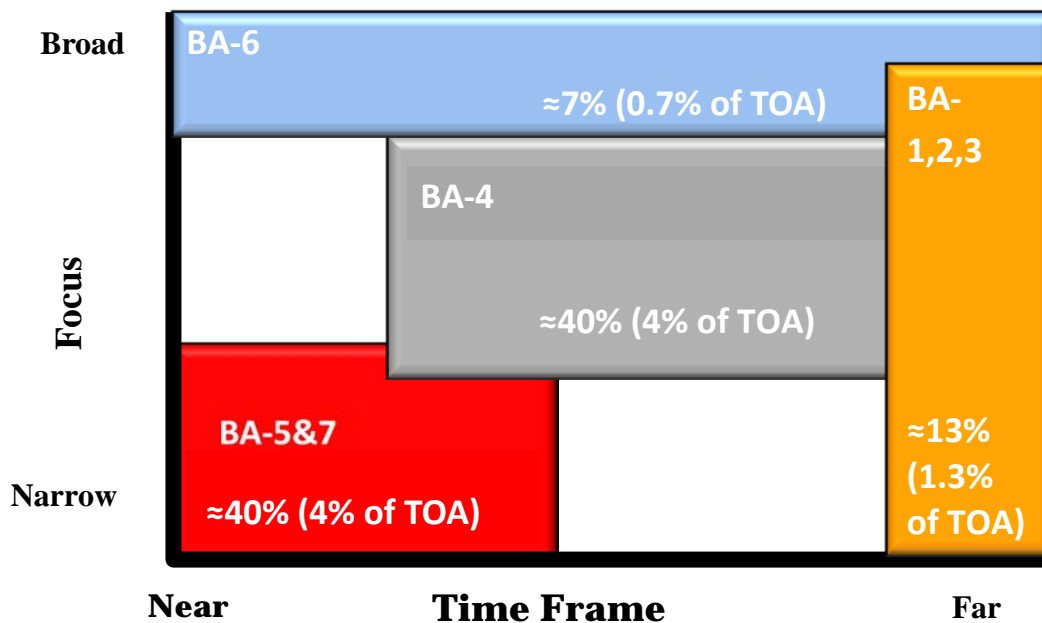 Broad
BA-6
≈7% (0.7% of TOA)
BA-
1,2,3
BA-4
Focus
≈40% (4% of TOA)
BA-5&7
≈13%
(1.3%
of TOA)
Narrow
≈40% (4% of TOA)
Near
Time Frame
Far